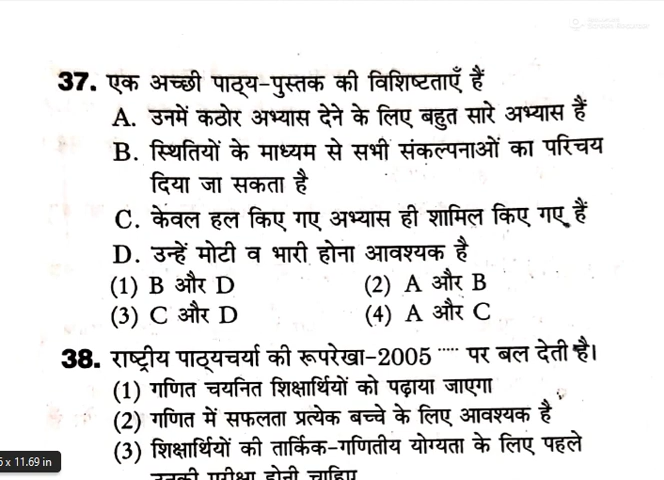 37. एक अच्छी पाठ्य-पुस्तक की विशिष्टताएँ हैं
A. उनमें कठोर अभ्यास देने के लिए बहुत सारे अभ्यास हैं
B. स्थितियों के माध्यम से सभी संकल्पनाओं का परिचय
दिया जा सकता है
C. केवल हल किए गए अभ्यास ही शामिल किए गए हैं
D. उन्हें मोटी व भारी होना आवश्यक है
(1) B और D (2) A और B
(3) C और D (4) A और C
38. राष्ट्रीय पाठ्यचर्या की रूपरेखा-2005 ..... पर बल देती है।
(1) गणित चयनित शिक्षार्थियों को पढ़ाया जाएगा
(2) गणित में सफलता प्रत्येक बच्चे के लिए आवश्यक है
(3) शिक्षार्थियों की तार्किक-गणितीय योग्यता के लिए पहले
उनकी परीक्षा होनी चाहिए
x 11.69 in